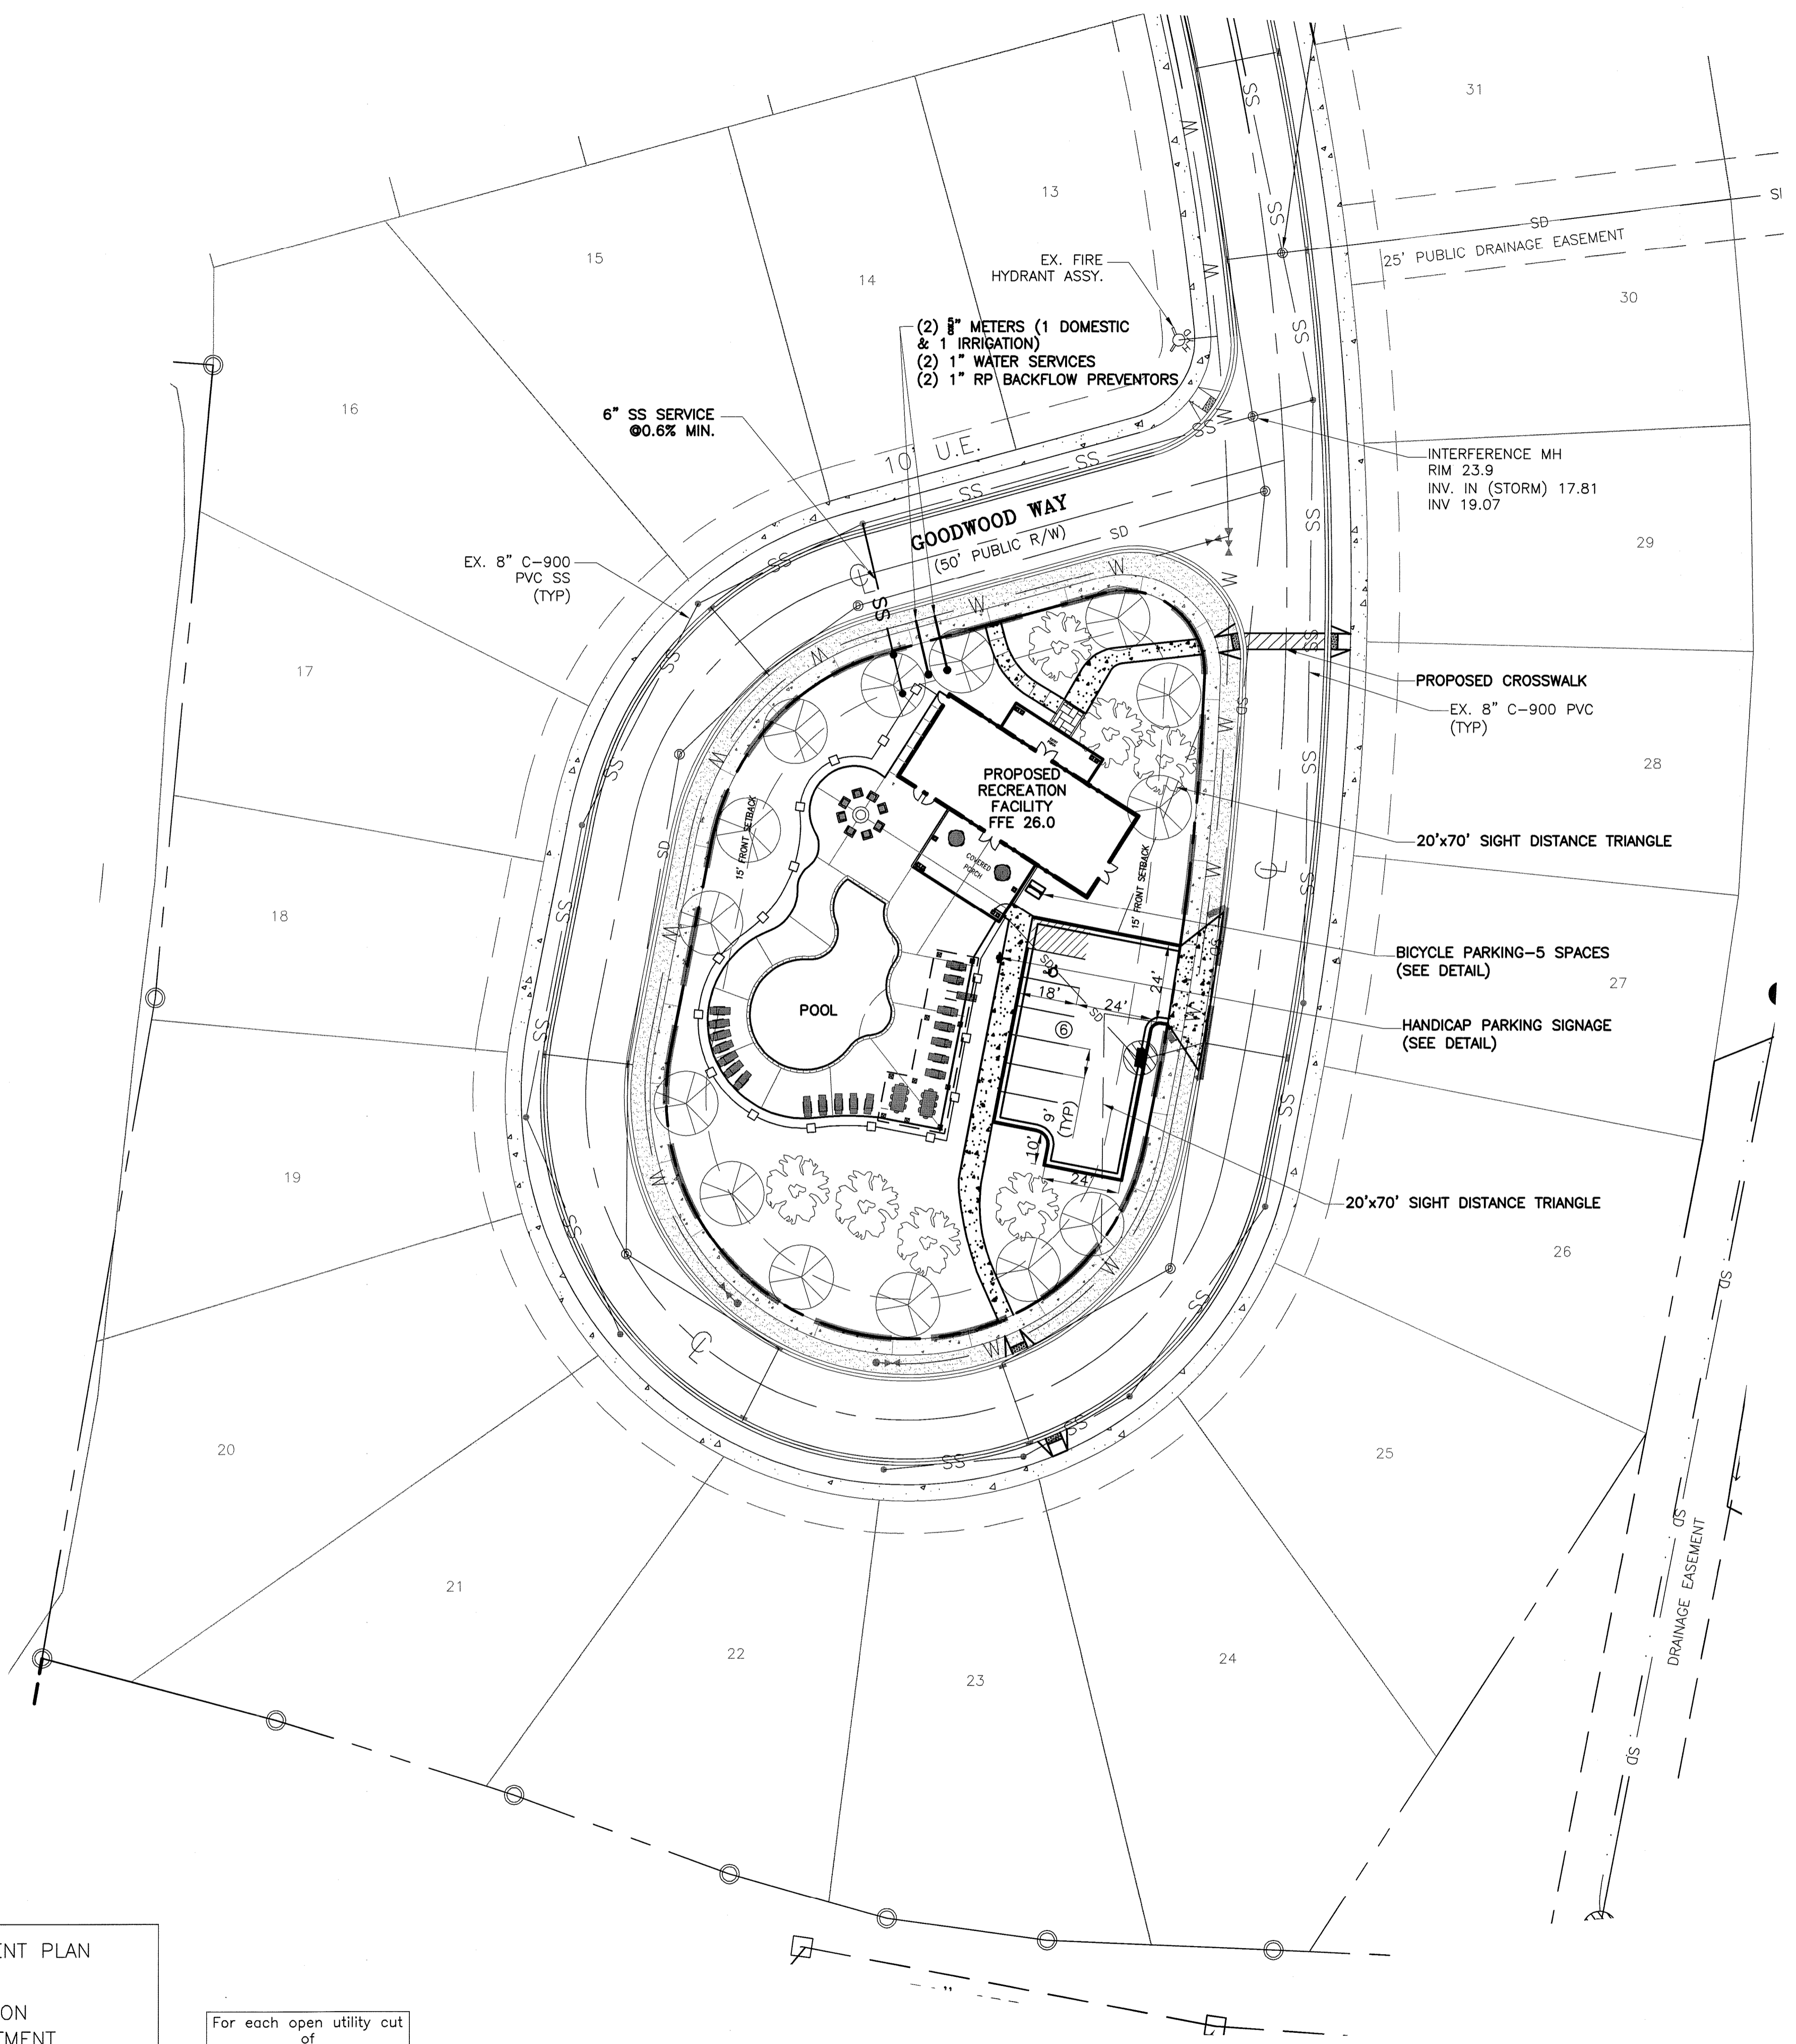 31
13
SD
25' PUBLIC DRAINAGE EASEMENT
30
15
14
EX. FIRE
HYDRANT ASSY.
(2) 5/8" METERS (1 DOMESTIC
& 1 IRRIGATION)
(2) 1" WATER SERVICES
(2) 1" RP BACKFLOW PREVENTORS
16
6" SS SERVICE
@0.6% MIN.
10' U.E.
INTERFERENCE MH
RIM 23.9
INV. IN (STORM) 17.81
INV 19.07
GOODWOOD WAY
(50' PUBLIC R/W)
SD
29
EX. 8" C-900
PVC SS
(TYP)
17
PROPOSED CROSSWALK
EX. 8" C-900 PVC
(TYP)
28
PROPOSED
RECREATION
FACILITY
FFE 26.0
15' FRONT SETBACK
COVERED
PORCH
15' FRONT SETBACK
20'x70' SIGHT DISTANCE TRIANGLE
18
BICYCLE PARKING-5 SPACES
(SEE DETAIL)
27
POOL
18'
24'
24'
6
HANDICAP PARKING SIGNAGE
(SEE DETAIL)
9'
(TYP)
10'
24'
19
20'x70' SIGHT DISTANCE TRIANGLE
26
20
25
21
22
23
24
DRAINAGE EASEMENT
SD
SS
W
ENT PLAN
ON
TMENT
For each open utility cut
of